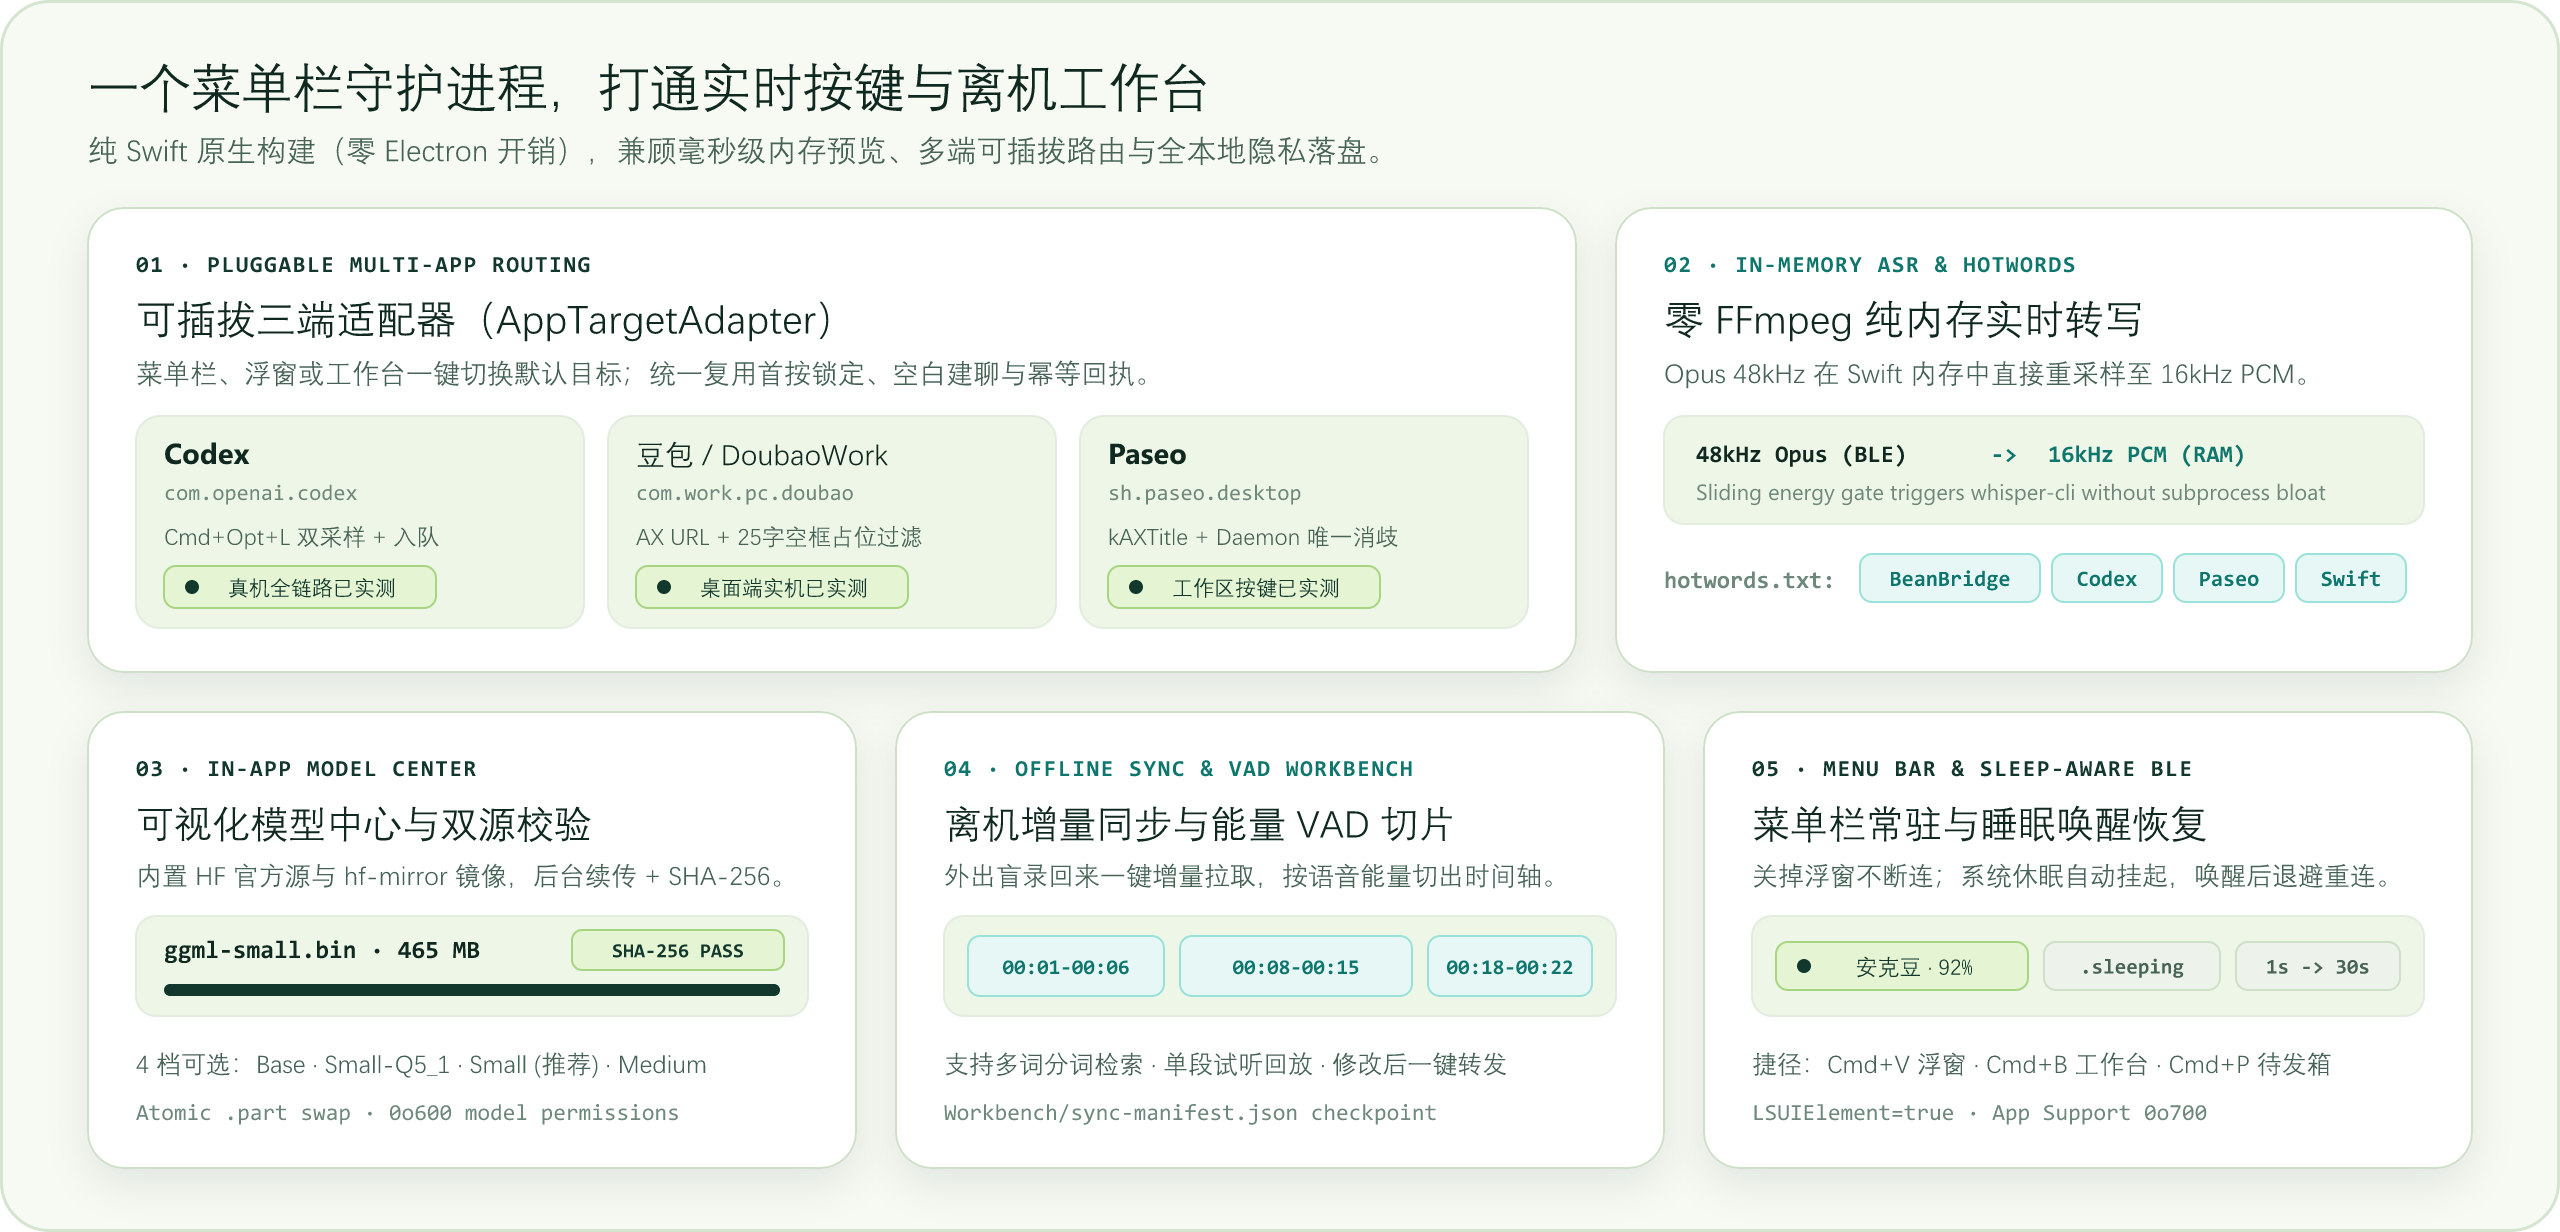 一个菜单栏守护进程，打通实时按键与离机工作台
纯 Swift 原生构建（零 Electron 开销），兼顾毫秒级内存预览、多端可插拔路由与全本地隐私落盘。
01 · PLUGGABLE MULTI-APP ROUTING
可插拔三端适配器（AppTargetAdapter）
菜单栏、浮窗或工作台一键切换默认目标；统一复用首按锁定、空白建聊与幂等回执。
Codex
com.openai.codex
Cmd+Opt+L 双采样 + 入队
真机全链路已实测
豆包 / DoubaoWork
com.work.pc.doubao
AX URL + 25字空框占位过滤
桌面端实机已实测
Paseo
sh.paseo.desktop
kAXTitle + Daemon 唯一消歧
工作区按键已实测
02 · IN-MEMORY ASR & HOTWORDS
零 FFmpeg 纯内存实时转写
Opus 48kHz 在 Swift 内存中直接重采样至 16kHz PCM。
48kHz Opus (BLE) -> 16kHz PCM (RAM)
Sliding energy gate triggers whisper-cli without subprocess bloat
hotwords.txt: BeanBridge Codex Paseo Swift
03 · IN-APP MODEL CENTER
可视化模型中心与双源校验
内置 HF 官方源与 hf-mirror 镜像，后台续传 + SHA-256。
ggml-small.bin · 465 MB SHA-256 PASS
4 档可选：Base · Small-Q5_1 · Small (推荐) · Medium
Atomic .part swap · 0o600 model permissions
04 · OFFLINE SYNC & VAD WORKBENCH
离机增量同步与能量 VAD 切片
外出盲录回来一键增量拉取，按语音能量切出时间轴。
00:01-00:06 00:08-00:15 00:18-00:22
支持多词分词检索 · 单段试听回放 · 修改后一键转发
Workbench/sync-manifest.json checkpoint
05 · MENU BAR & SLEEP-AWARE BLE
菜单栏常驻与睡眠唤醒恢复
关掉浮窗不断连；系统休眠自动挂起，唤醒后退避重连。
安克豆 · 92% .sleeping 1s -> 30s
捷径：Cmd+V 浮窗 · Cmd+B 工作台 · Cmd+P 待发箱
LSUIElement=true · App Support 0o700